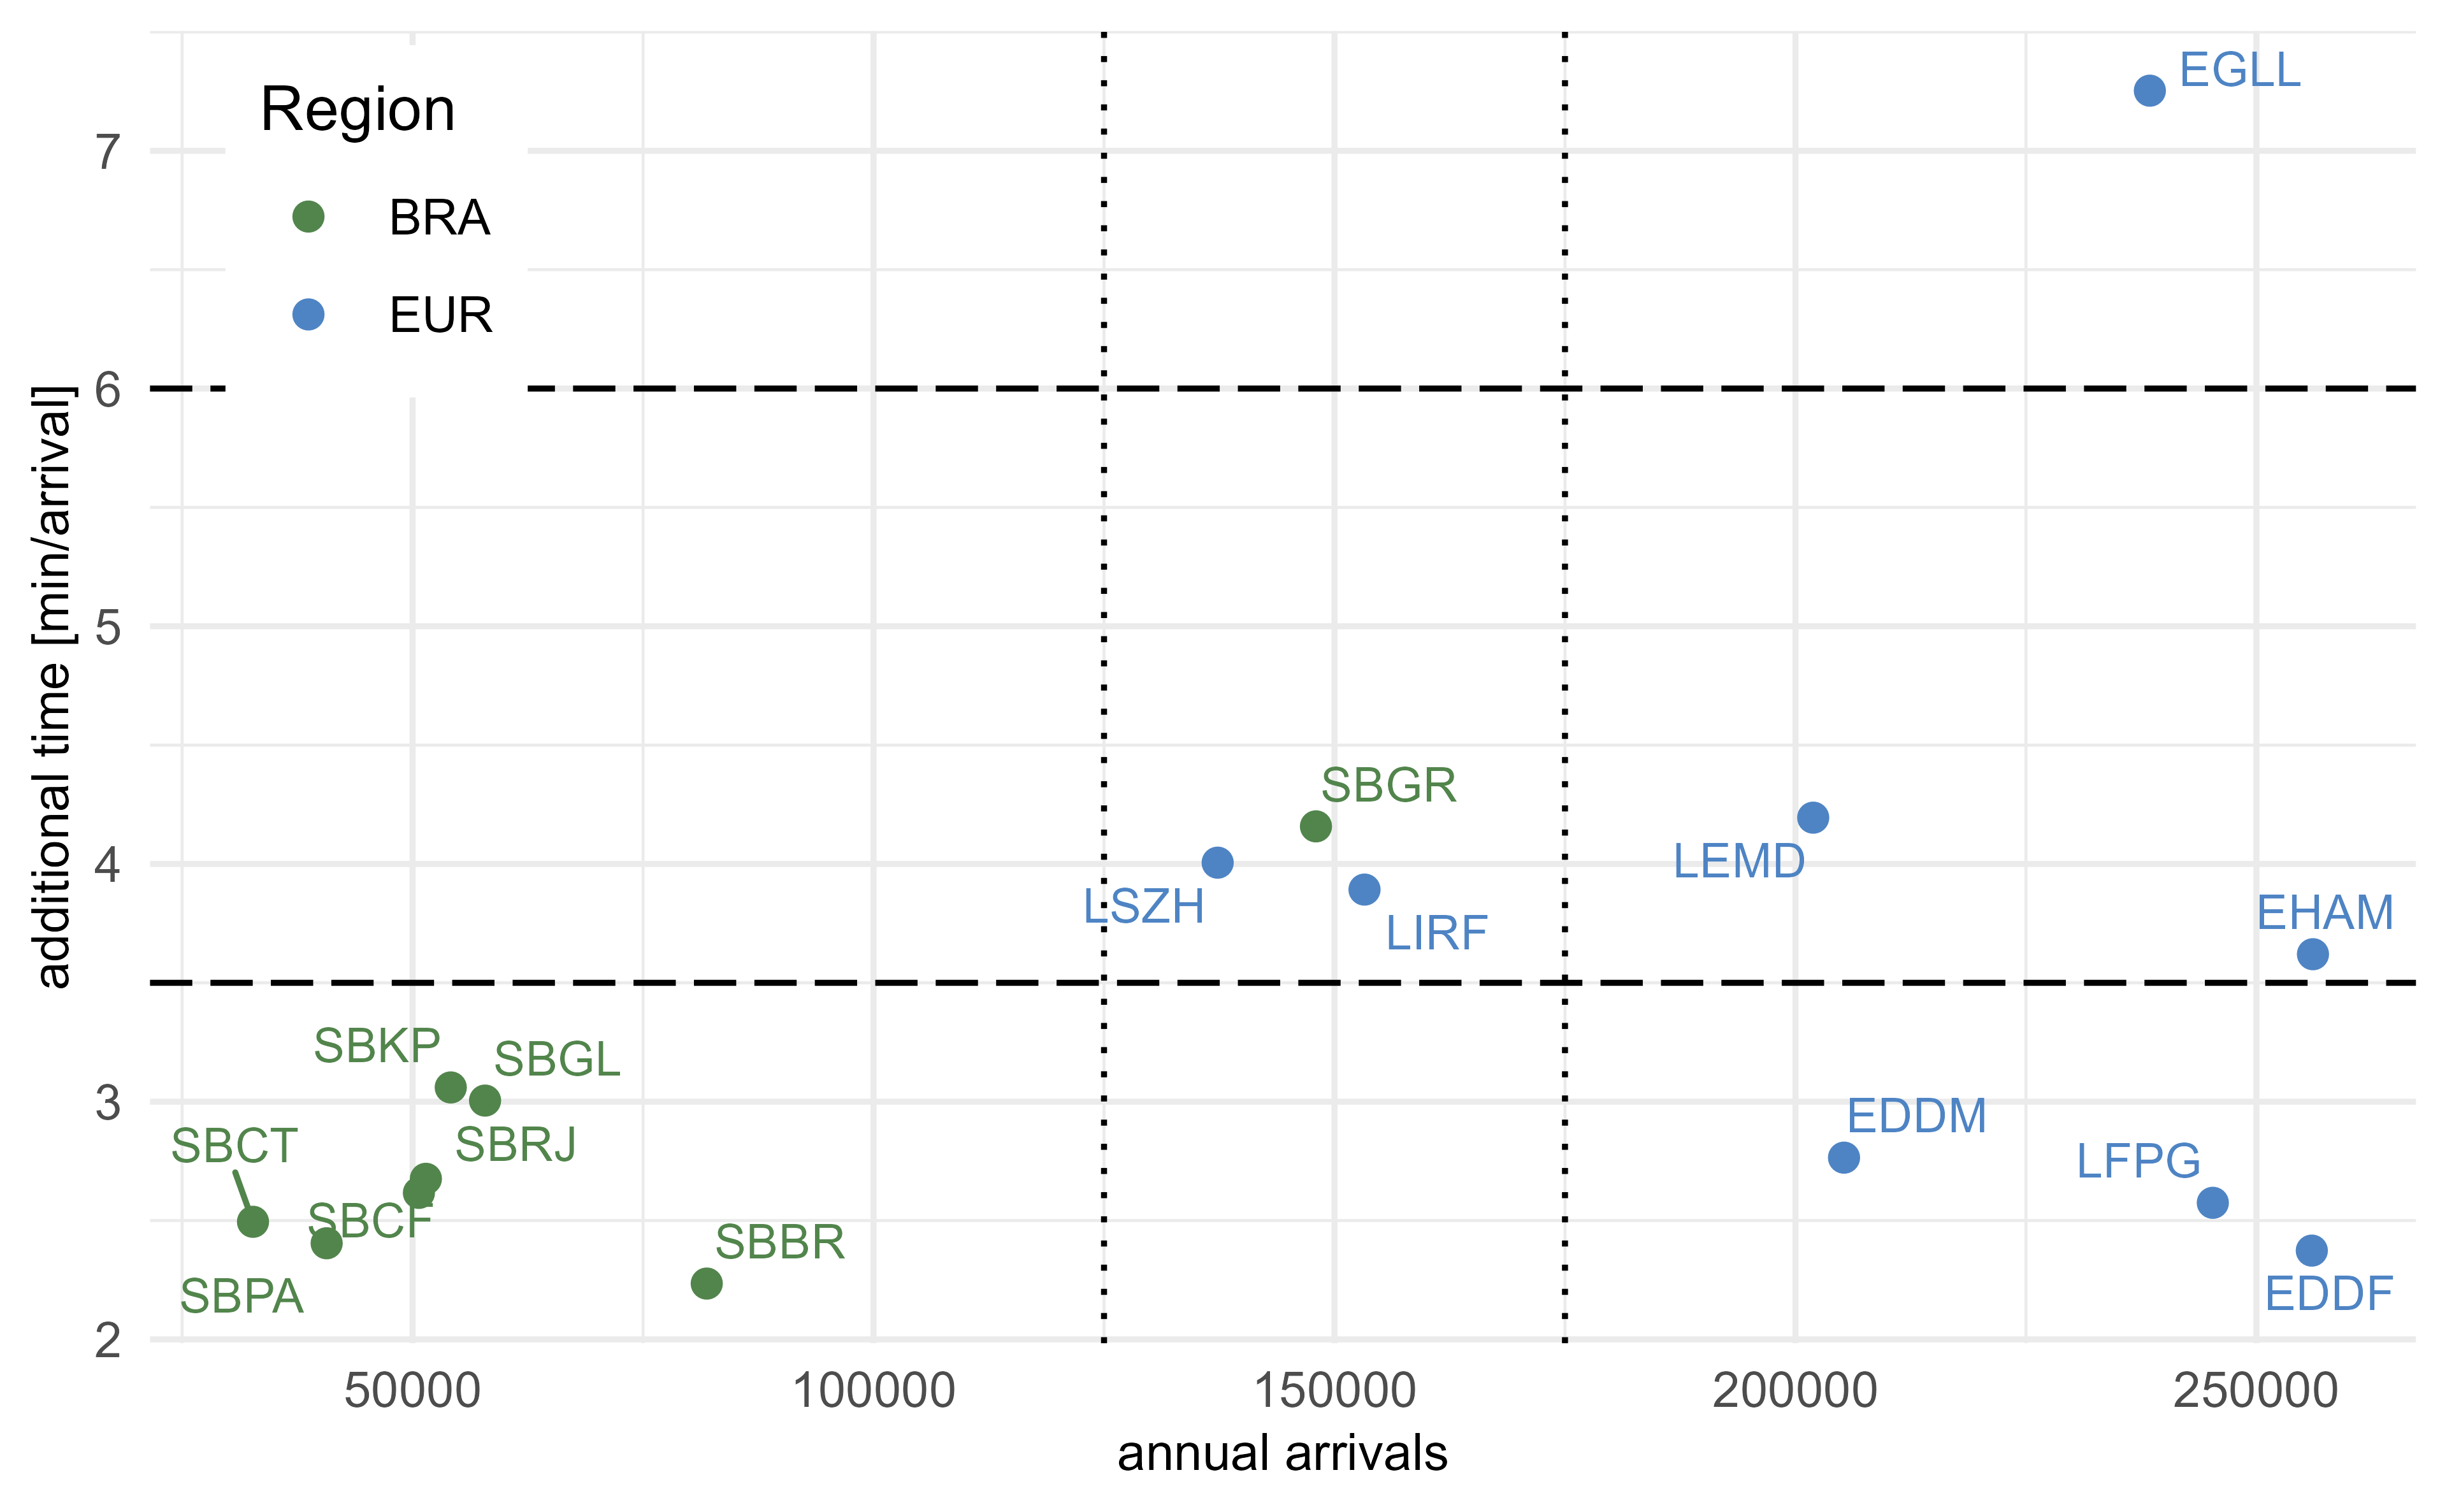 Region
BRA
EUR
EGLL
7
6
5
4
3
2
additional time [min/arrival]
SBGR
LSZH
LIRF
LEMD
EHAM
SBKP
SBGL
SBCT
SBRJ
SBCF
SBPA
SBBR
EDDM
LFPG
EDDF
50000 100000 150000 200000 250000
annual arrivals